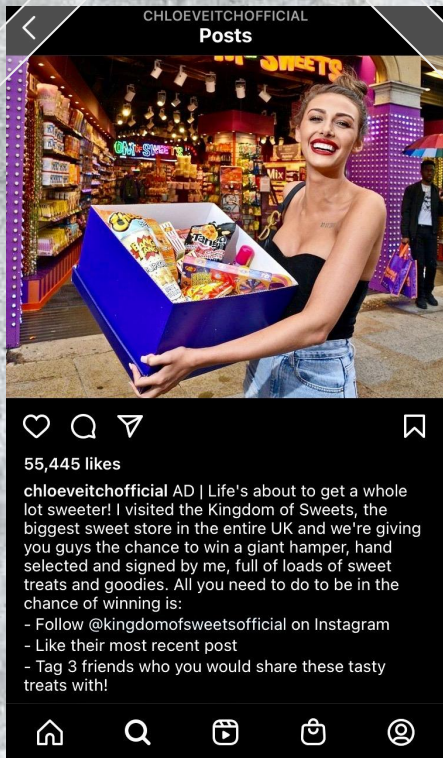 CHLOEVEITCHOFFICIAL
Posts
SWEETS
Mix
Tangy
55,445 likes
chloeveitchofficial AD | Life's about to get a whole
lot sweeter! I visited the Kingdom of Sweets, the
biggest sweet store in the entire UK and we're giving
you guys the chance to win a giant hamper, hand
selected and signed by me, full of loads of sweet
treats and goodies. All you need to do to be in the
chance of winning is:
- Follow @kingdomofsweetsofficial on Instagram
- Like their most recent post
- Tag 3 friends who you would share these tasty
treats with!